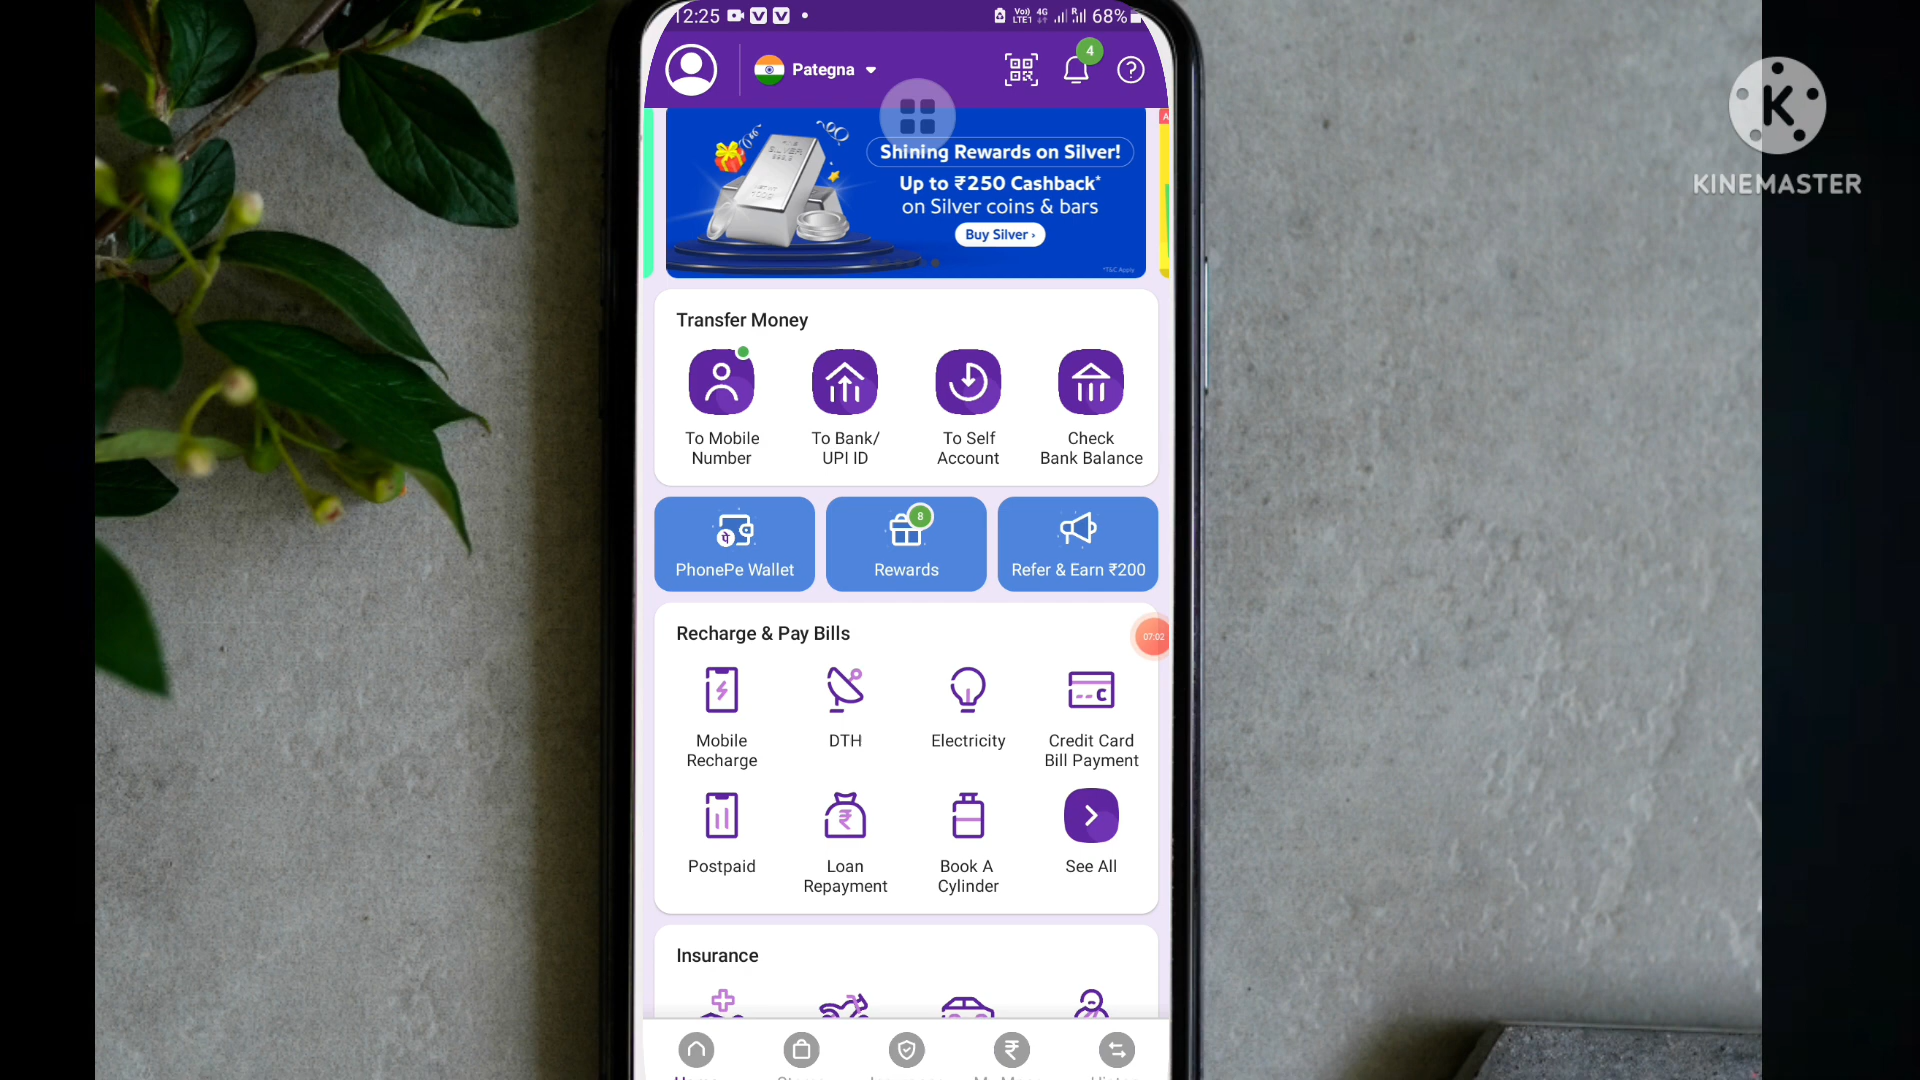 12:25
68%
Pategna
4
Shining Rewards on Silver!
Up to ₹250 Cashback*
on Silver coins & bars
Buy Silver ›
*T&C Apply
Transfer Money
To Mobile Number
To Bank/ UPI ID
To Self Account
Check Bank Balance
8
PhonePe Wallet
Rewards
Refer & Earn ₹200
Recharge & Pay Bills
07:02
Mobile Recharge
DTH
Electricity
Credit Card Bill Payment
Postpaid
Loan Repayment
Book A Cylinder
See All
Insurance
K
KINEMASTER